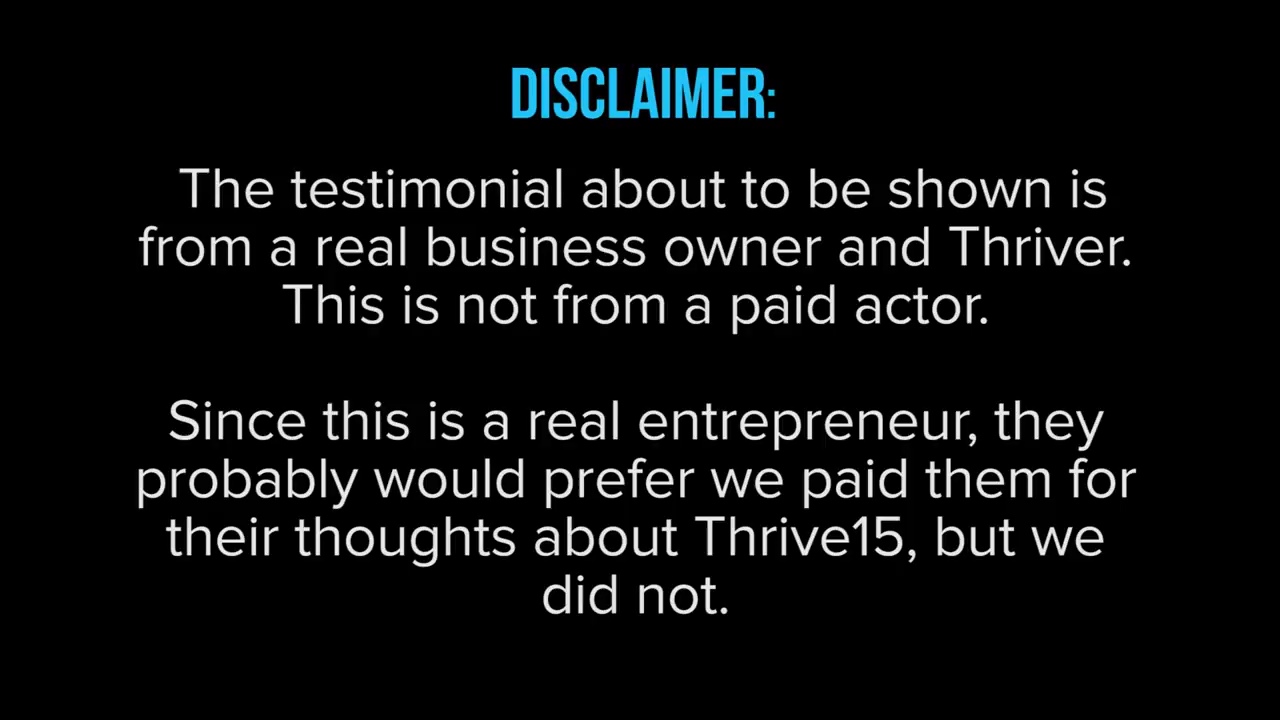 DISCLAIMER:
The testimonial about to be shown is
from a real business owner and Thriver.
This is not from a paid actor.
Since this is a real entrepreneur, they
probably would prefer we paid them for
their thoughts about Thrive15, but we
did not.